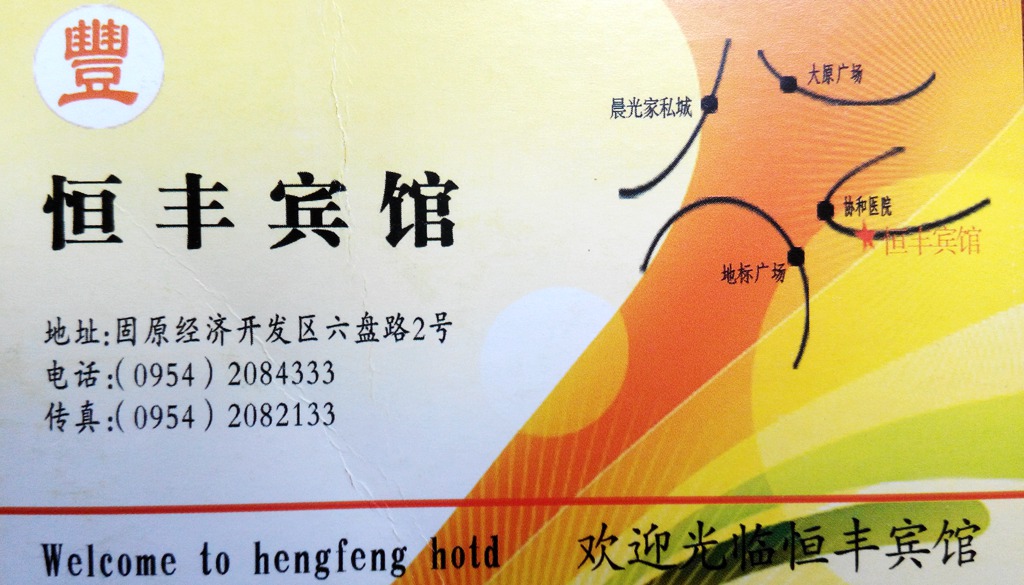 豐
恒丰宾馆
地址:固原经济开发区六盘路2号
电话:(0954)2084333
传真:(0954)2082133
大原广场
晨光家私城
协和医院
恒丰宾馆
地标广场
Welcome to hengfeng hotd
欢迎光临恒丰宾馆